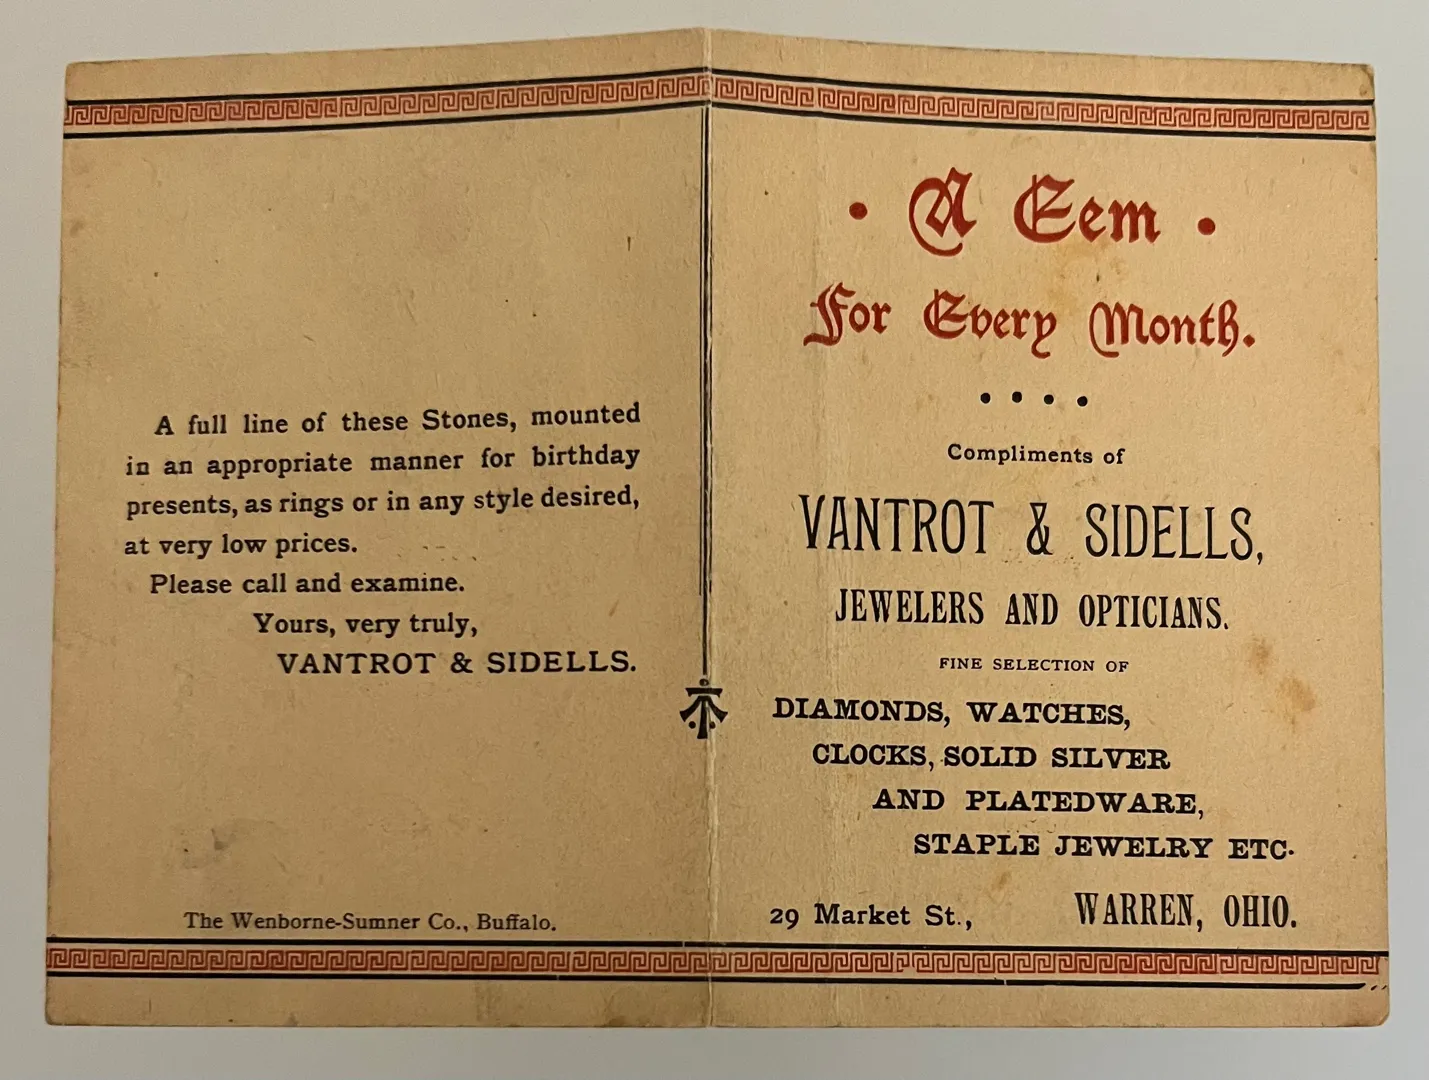 A full line of these Stones, mounted
in an appropriate manner for birthday
presents, as rings or in any style desired,
at very low prices.
Please call and examine.
Yours, very truly,
VANTROT & SIDELLS.
The Wenborne-Sumner Co., Buffalo.
• A Gem •
For Every Month.
• • • •
Compliments of
VANTROT & SIDELLS,
JEWELERS AND OPTICIANS.
FINE SELECTION OF
DIAMONDS, WATCHES,
CLOCKS, SOLID SILVER
AND PLATEDWARE,
STAPLE JEWELRY ETC.
29 Market St., WARREN, OHIO.